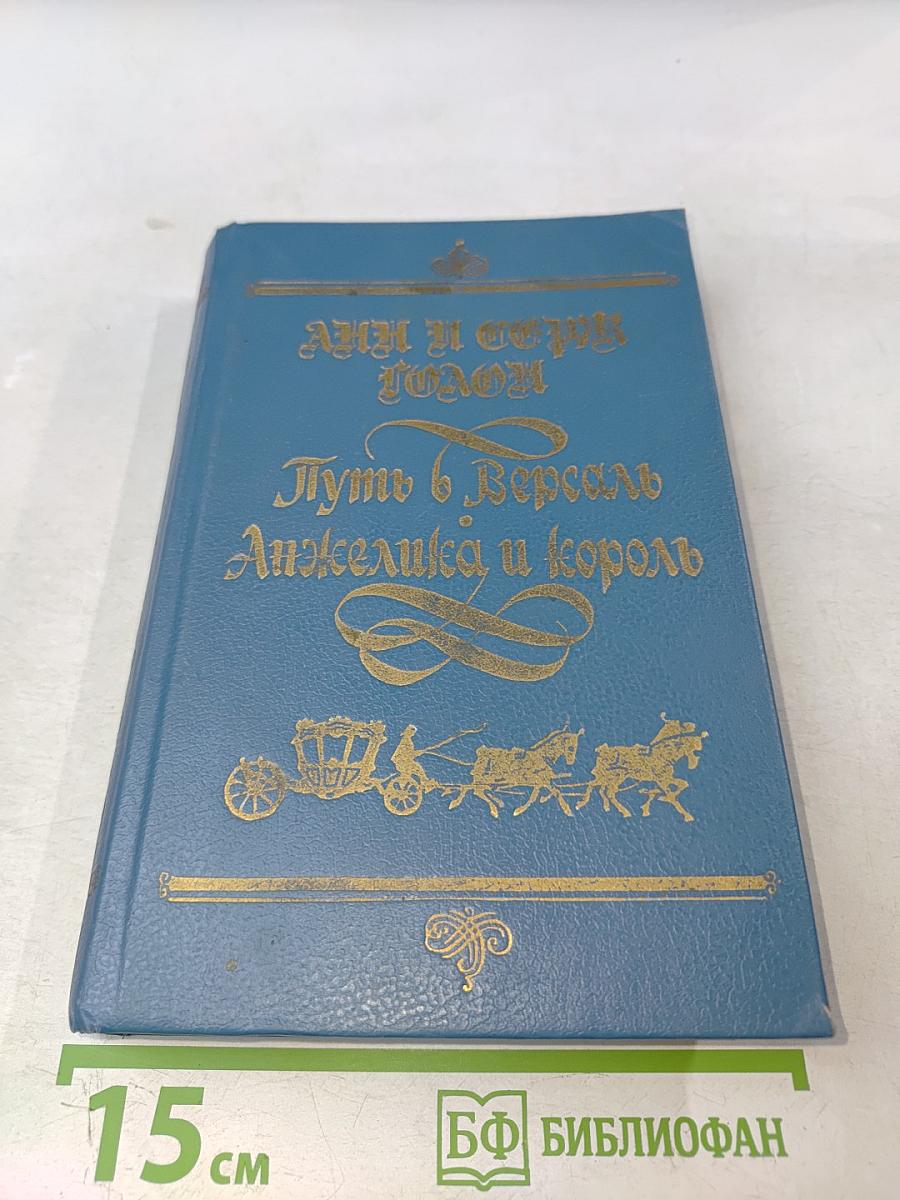 АНН И СЕРЖ
ГОЛОН
Путь в Версаль
Анжелика и король
15 см
БФ БИБЛИОФАН